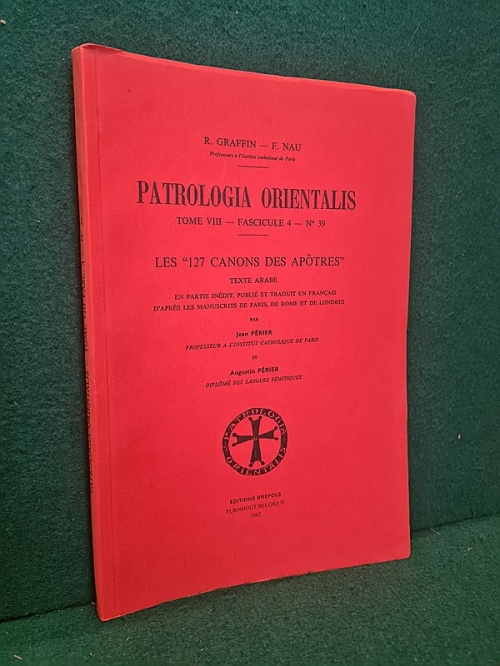 R. GRAFFIN — F. NAU
Professeurs à l'Institut catholique de Paris
PATROLOGIA ORIENTALIS
TOME VIII — FASCICULE 4 — Nº 39
LES "127 CANONS DES APÔTRES"
TEXTE ARABE
EN PARTIE INÉDIT, PUBLIÉ ET TRADUIT EN FRANÇAIS
D'APRÈS LES MANUSCRITS DE PARIS, DE ROME ET DE LONDRES
PAR
Jean PÉRIER
PROFESSEUR A L'INSTITUT CATHOLIQUE DE PARIS
ET
Augustin PÉRIER
DIPLÔMÉ DES LANGUES SÉMITIQUES
PATROLOGIA
ORIENTALIS
EDITIONS BREPOLS
TURNHOUT/BELGIQUE
1982